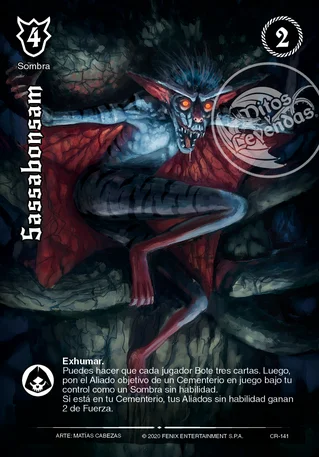 4
2
Sombra
Mitos
y
Leyendas
Sassabonsam
Exhumar.
Puedes hacer que cada jugador Bote tres cartas. Luego,
pon el Aliado objetivo de un Cementerio en juego bajo tu
control como un Sombra sin habilidad.
Si está en tu Cementerio, tus Aliados sin habilidad ganan
2 de Fuerza.
ARTE: MATÍAS CABEZAS
© 2020 FENIX ENTERTAINMENT S.P.A.
CR-141